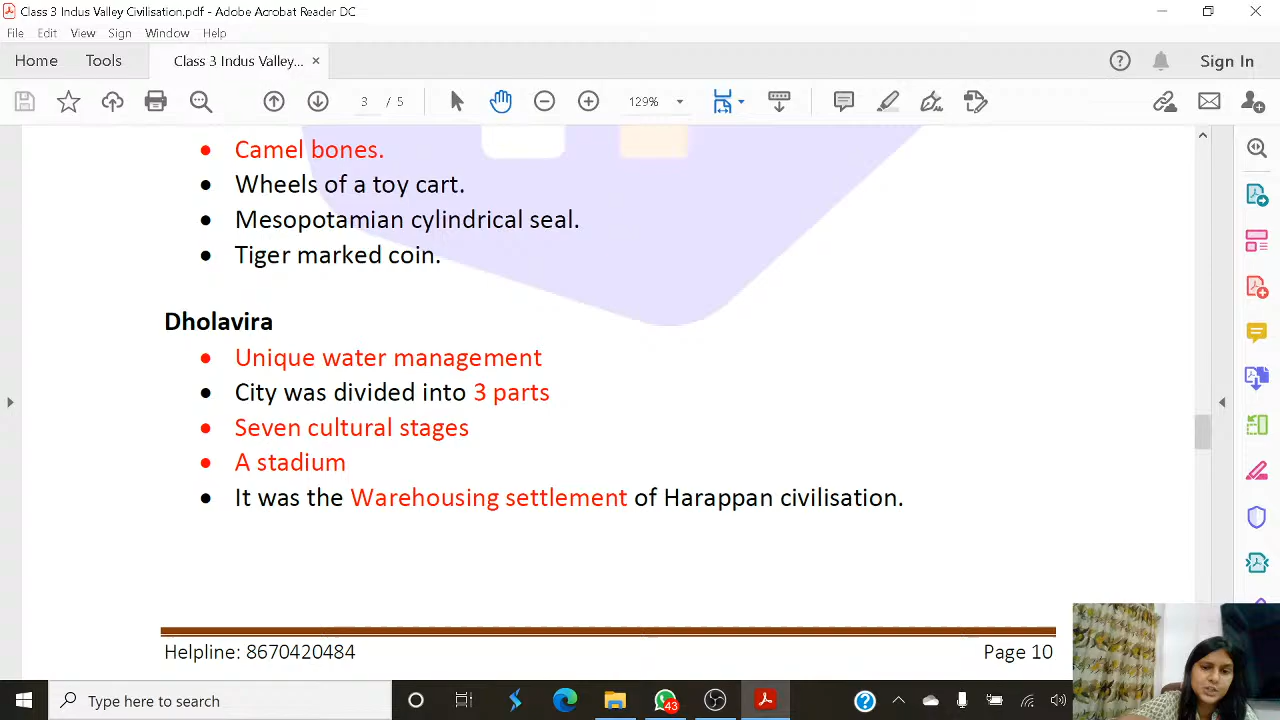 Class 3 Indus Valley Civilisation.pdf - Adobe Acrobat Reader DC
File Edit View Sign Window Help
Home Tools Class 3 Indus Valley... × Sign In
3 / 5 129%
• Camel bones.
• Wheels of a toy cart.
• Mesopotamian cylindrical seal.
• Tiger marked coin.
Dholavira
• Unique water management
• City was divided into 3 parts
• Seven cultural stages
• A stadium
• It was the Warehousing settlement of Harappan civilisation.
Helpline: 8670420484 Page 10
Type here to search
43